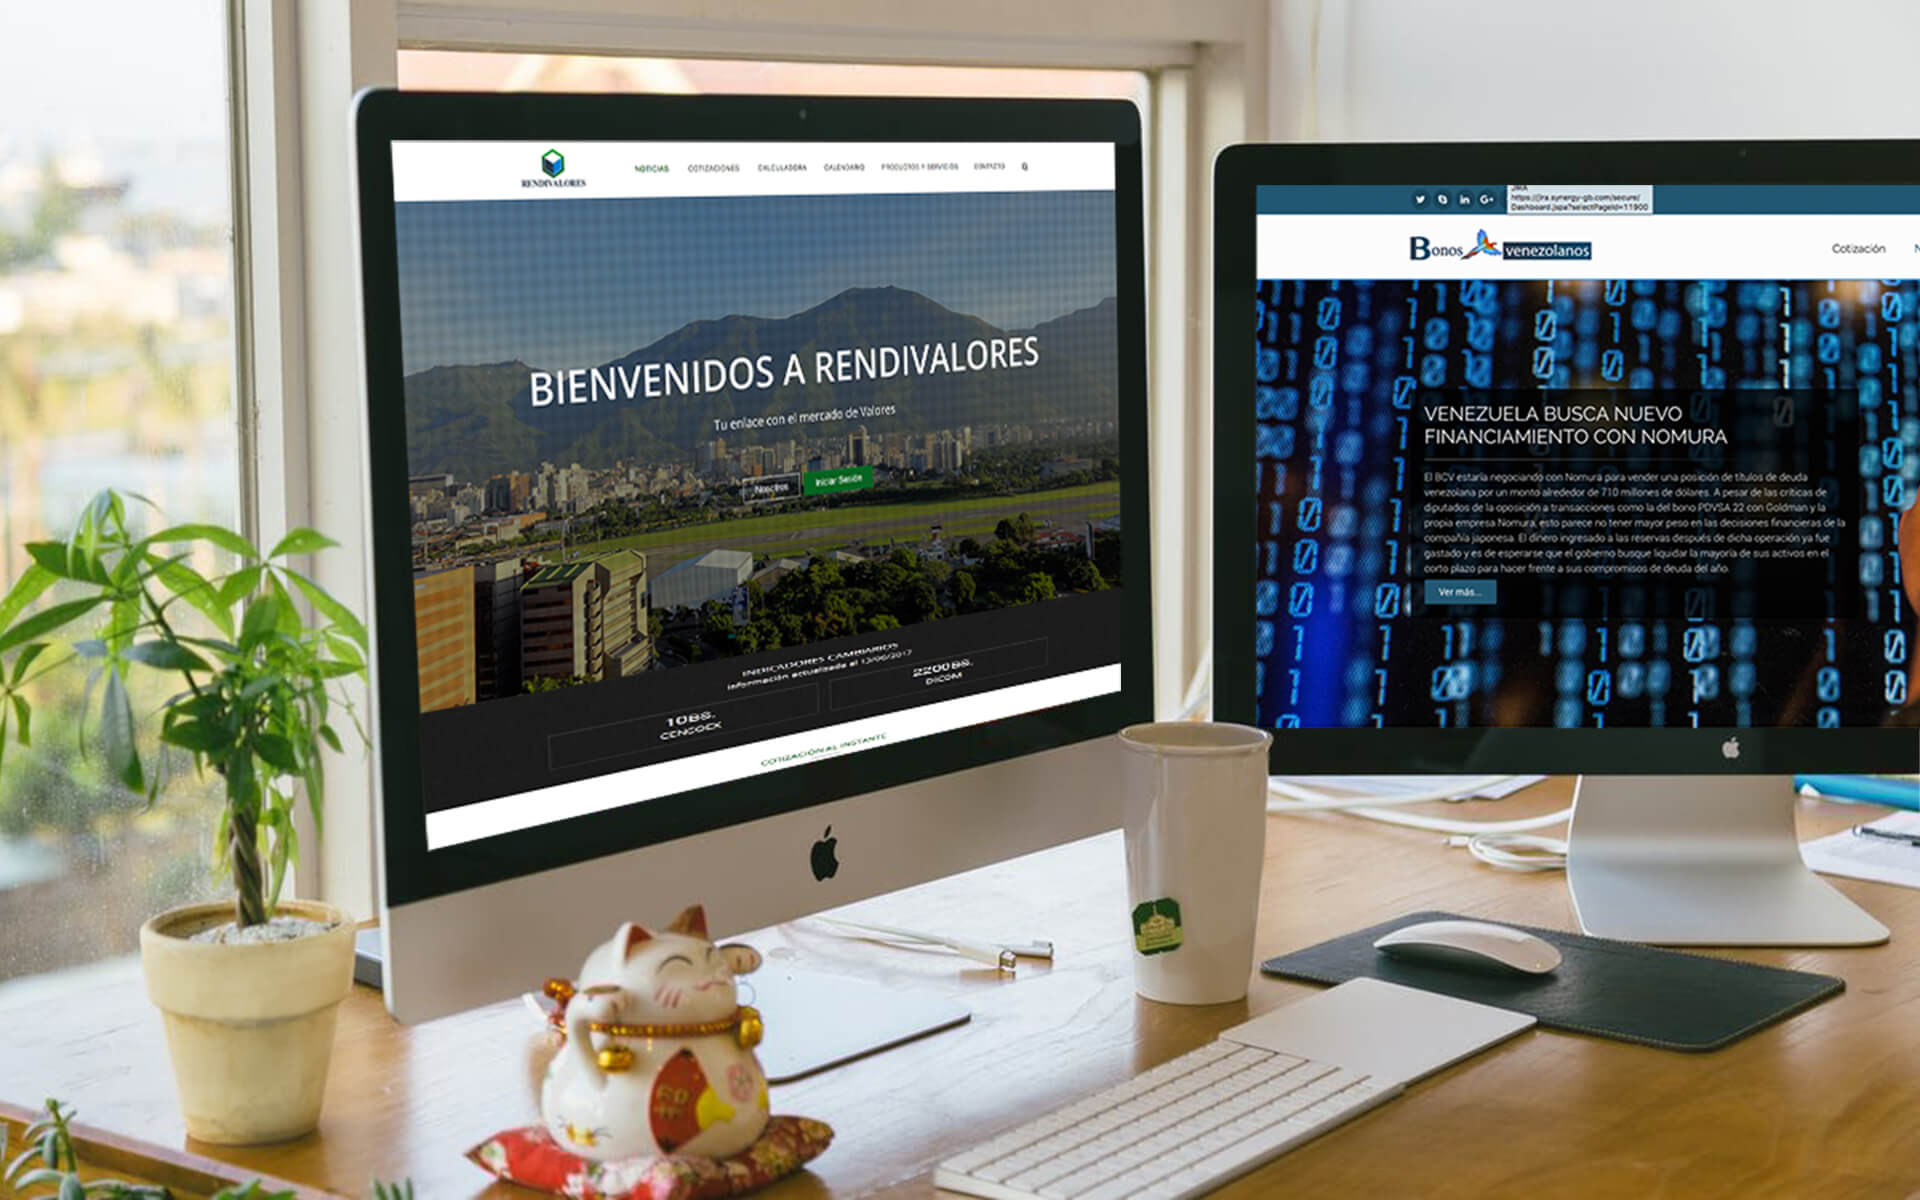 RENDIVALORES
NOTICIAS COTIZACIONES CALCULADORA CALENDARIO PRODUCTOS Y SERVICIOS CONTACTO
BIENVENIDOS A RENDIVALORES
Tu enlace con el mercado de Valores
Nosotros Iniciar Sesión
INDICADORES CAMBIARIOS
Información actualizada al 13/06/2017
10BS.
CENCOEX
2200BS.
DICOM
COTIZACIÓN AL INSTANTE
JIRA
https://jira.synergy-gb.com/secure/
Dashboard.jspa?selectPageId=11900
Bonos venezolanos
Cotización N
VENEZUELA BUSCA NUEVO
FINANCIAMIENTO CON NOMURA
El BCV estaría negociando con Nomura para vender una posición de títulos de deuda
venezolana por un monto alrededor de 710 millones de dólares. A pesar de las críticas de
diputados de la oposición a transacciones como la del bono PDVSA 22 con Goldman y la
propia empresa Nomura, esto parece no tener mayor peso en las decisiones financieras de la
compañía japonesa. El dinero ingresado a las reservas después de dicha operación ya fue
gastado y es de esperarse que el gobierno busque liquidar la mayoría de sus activos en el
corto plazo para hacer frente a sus compromisos de deuda del año.
Ver más...